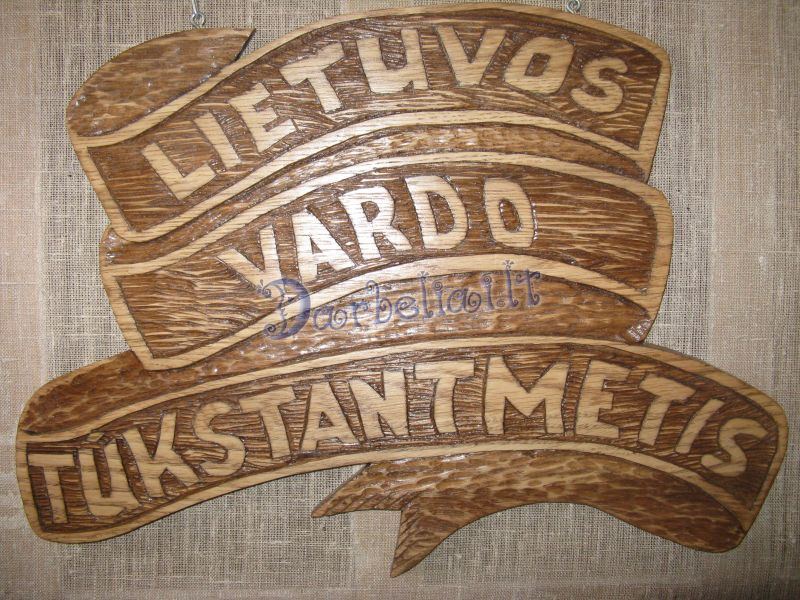 LIETUVOS
VARDO
Darbeliai.lt
TŪKSTANTMETIS